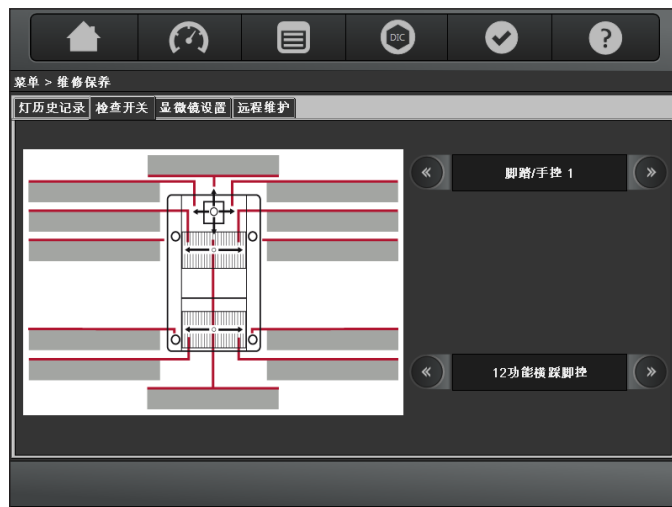 DIC
?
菜单 > 维修保养
灯历史记录 检查开关 显微镜设置 远程维护
« 脚踏/手控 1 »
« 12功能横踩脚控 »